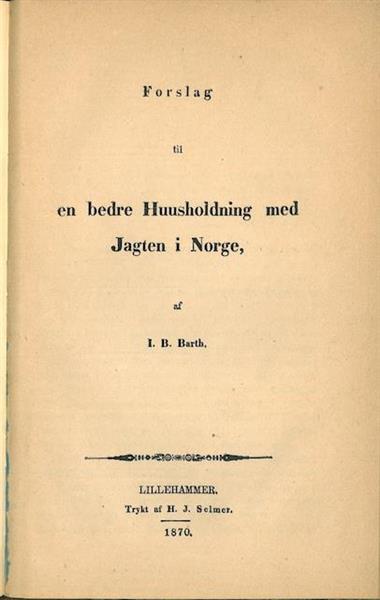 Forslag
til
en bedre Huusholdning med
Jagten i Norge,
af
I. B. Barth.
LILLEHAMMER.
Trykt af H. J. Selmer.
1870.